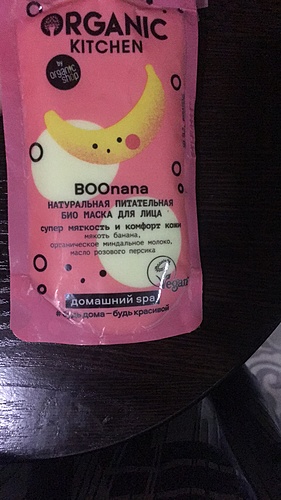 ORGANIC
KITCHEN
by
organic
shop
BOOnana
НАТУРАЛЬНАЯ ПИТАТЕЛЬНАЯ
БИО МАСКА ДЛЯ ЛИЦА
супер мягкость и комфорт кожи
мякоть банана,
органическое миндальное молоко,
масло розового персика
Vegan
домашний spa
дома — будь красивой